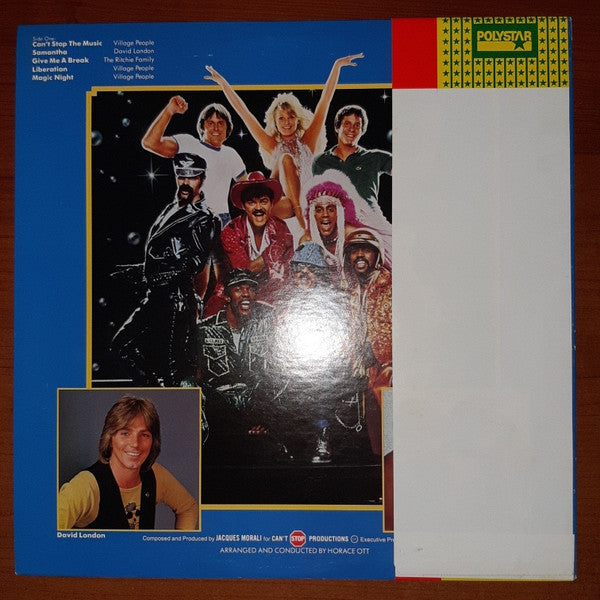 POLYSTAR
Side One
Can't Stop The Music Village People
Samantha David London
Give Me A Break The Ritchie Family
Liberation Village People
Magic Night Village People
David London
Composed and Produced by JACQUES MORALI for CAN'T STOP PRODUCTIONS Executive Pro
ARRANGED AND CONDUCTED BY HORACE OTT